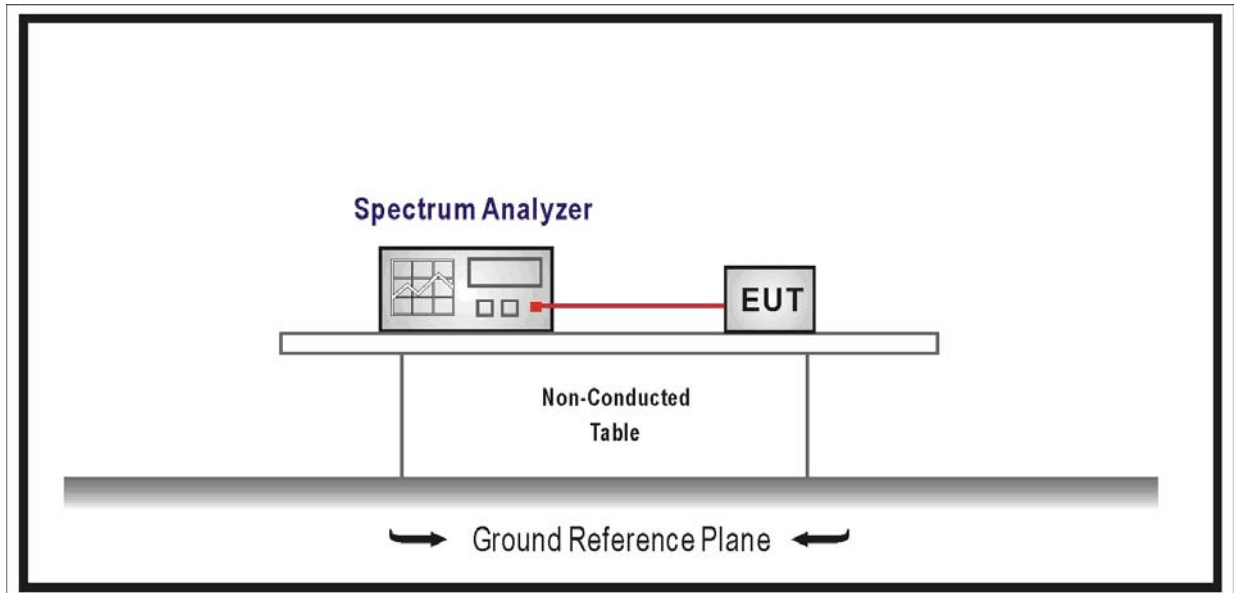 Spectrum Analyzer
EUT
Non-Conducted
Table
Ground Reference Plane